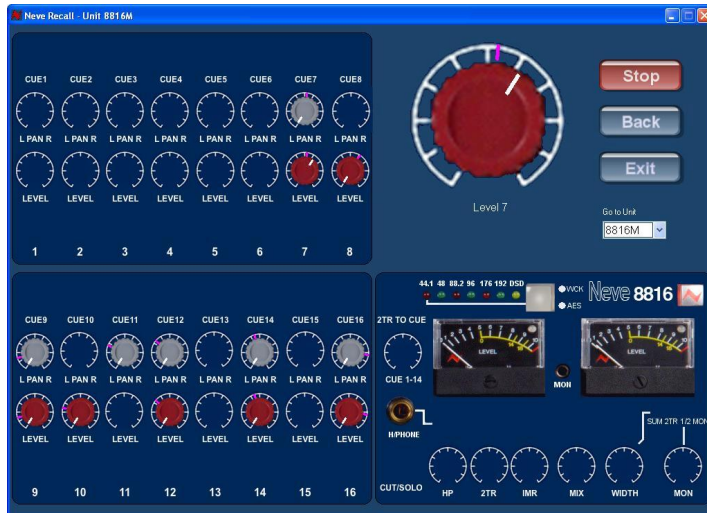 Neve Recall - Unit 8816M
CUE1 CUE2 CUE3 CUE4 CUE5 CUE6 CUE7 CUE8
L PAN R L PAN R L PAN R L PAN R L PAN R L PAN R L PAN R L PAN R
LEVEL LEVEL LEVEL LEVEL LEVEL LEVEL LEVEL LEVEL
1 2 3 4 5 6 7 8
Level 7
Stop
Back
Exit
Go to Unit
8816M
CUE9 CUE10 CUE11 CUE12 CUE13 CUE14 CUE15 CUE16
L PAN R L PAN R L PAN R L PAN R L PAN R L PAN R L PAN R L PAN R
LEVEL LEVEL LEVEL LEVEL LEVEL LEVEL LEVEL LEVEL
9 10 11 12 13 14 15 16
44.1 48 88.2 96 176 192 DSD
WCK
AES
Neve 8816
2TR TO CUE
CUE 1-14
LEVEL
MON
LEVEL
H/PHONE
SUM 2TR 1/2 MON
CUT/SOLO
HP 2TR IMR MIX WIDTH MON